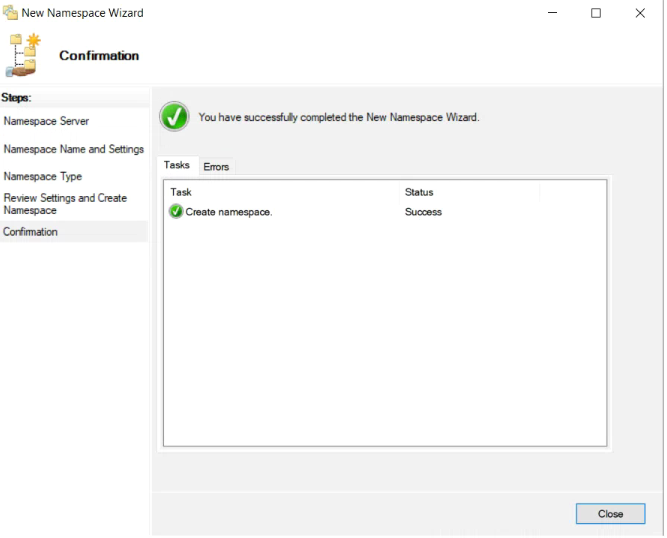 New Namespace Wizard
Confirmation
Steps:
Namespace Server
Namespace Name and Settings
Namespace Type
Review Settings and Create
Namespace
Confirmation
You have successfully completed the New Namespace Wizard.
Tasks Errors
Task Status
Create namespace. Success
Close